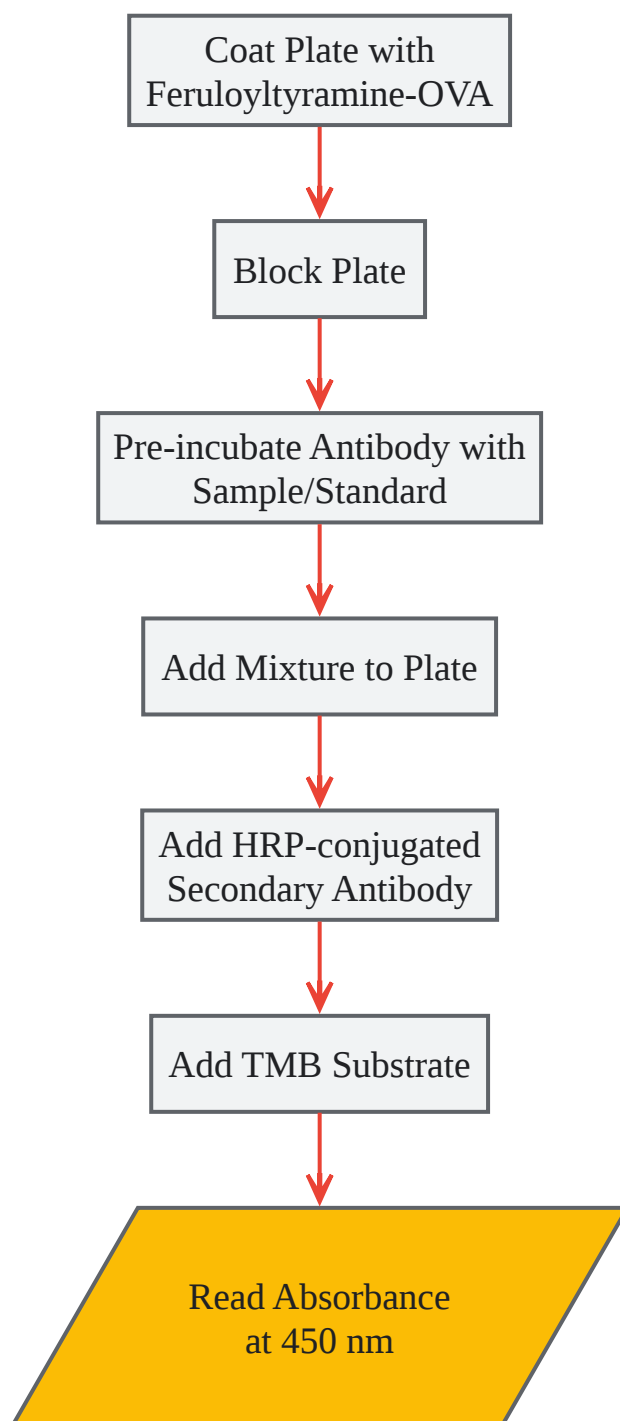 Coat Plate with
Feruloyltyramine-OVA
Block Plate
Pre-incubate Antibody with
Sample/Standard
Add Mixture to Plate
Add HRP-conjugated
Secondary Antibody
Add TMB Substrate
Read Absorbance
at 450 nm